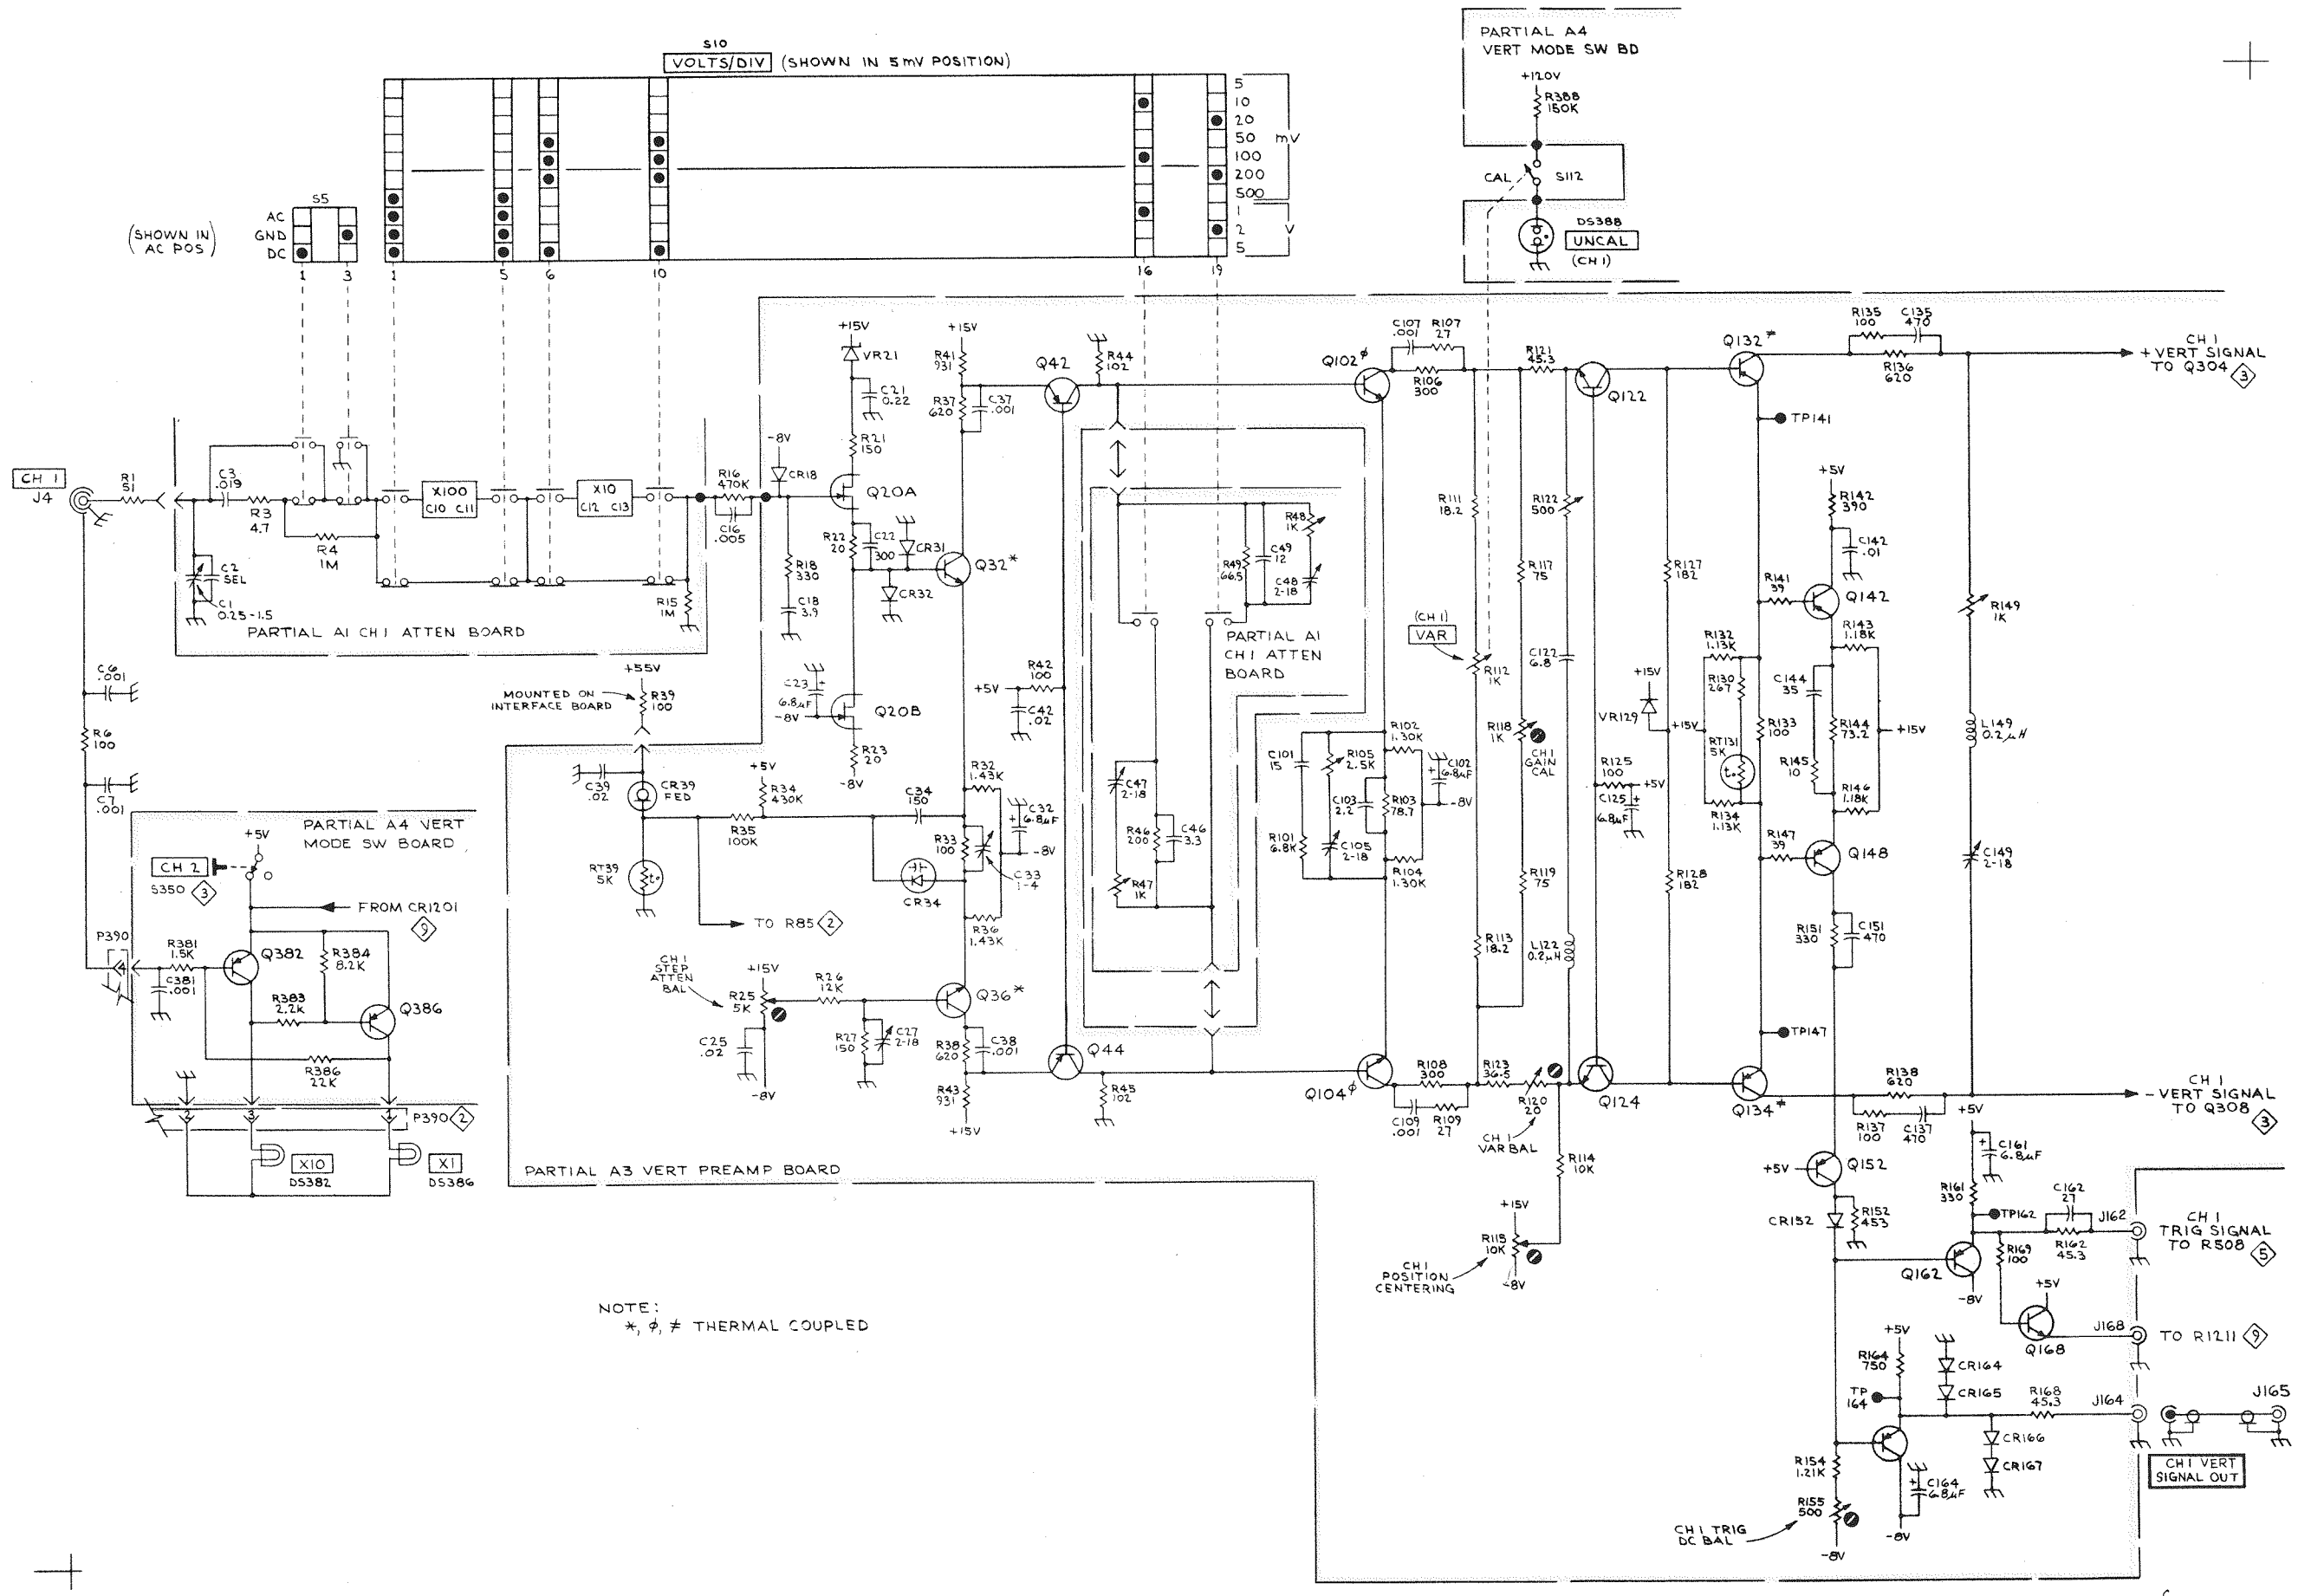 S10
VOLTS/DIV (SHOWN IN 5mV POSITION)
5
10
20
50 mV
100
200
500
1
2 V
5
S5
AC
GND
DC
(SHOWN IN
AC POS)
1 3 1 5 6 10 16 19
PARTIAL A4
VERT MODE SW BD
+120V
R388
150K
CAL S112
DS388
UNCAL
(CH 1)
CH 1
J4
R1
51
C3
.019
R3
4.7
R4
1M
C2
SEL
C1
0.25-1.5
X100
C10 C11
X10
C12 C13
R15
1M
PARTIAL A1 CH 1 ATTEN BOARD
R16
470K
C16
.005
-8V
CR18
R18
330
C18
3.9
+15V
VR21
C21
0.22
R21
150
Q20A
R22
20
C22
300
CR31
CR32
C23
6.8µF
-8V
Q20B
R23
20
-8V
+15V
R41
931
R37
620
C37
.001
Q32*
Q42
R44
102
R42
100
+5V
C42
.02
+55V
MOUNTED ON
INTERFACE BOARD
R39
100
C39
.02
CR39
FED
RT39
5K
+5V
R34
430K
R35
100K
C34
150
R32
1.43K
C32
6.8µF
-8V
R33
100
C33
1-4
CR34
R36
1.43K
TO R85 2
CH 1
STEP
ATTEN
BAL
+15V
R25
5K
C25
.02
-8V
R26
12K
R27
150
C27
2-18
Q36*
R38
620
C38
.001
R43
931
+15V
Q44
R45
102
PARTIAL A3 VERT PREAMP BOARD
C6
.001
R6
100
C7
.001
PARTIAL A4 VERT
MODE SW BOARD
+5V
CH 2
S350 3
FROM CR1201
9
P390
4
R381
1.5K
C381
.001
Q382
R384
8.2K
R383
2.2K
Q386
R386
22K
2 3 1
P390 2
X10
DS382
X1
DS386
R48
1K
R49
66.5
C49
12
C48
2-18
PARTIAL A1
CH 1 ATTEN
BOARD
C47
2-18
R46
200
C46
3.3
R47
1K
Q102ϕ
C107
.001
R107
27
R106
300
R121
45.3
Q122
R111
18.2
R122
500
R117
75
(CH 1)
VAR
R112
1K
C122
6.8
R118
1K
CH 1
GAIN
CAL
R102
1.30K
C101
15
R105
2.5K
C102
6.8µF
-8V
C103
2.2
R103
78.7
R101
6.8K
C105
2-18
R104
1.30K
R119
75
R113
18.2
L122
0.2µH
R125
100
+5V
C125
6.8µF
Q104ϕ
R108
300
C109
.001
R109
27
R123
36.5
R120
20
CH 1
VAR BAL
Q124
R114
10K
+15V
R115
10K
-8V
CH 1
POSITION
CENTERING
R127
182
+15V
VR129
+15V
R128
182
Q132≠
R135
100
C135
470
R136
620
CH 1
+ VERT SIGNAL
TO Q304 3
TP141
+5V
R142
390
C142
.01
R141
39
Q142
R143
1.18K
R132
1.13K
R130
267
RT131
5K
R133
100
R134
1.13K
C144
35
R144
73.2
+15V
R145
10
R146
1.18K
R147
39
Q148
R149
1K
L149
0.2µH
C149
2-18
R151
330
C151
470
TP147
Q134≠
R138
620
R137
100
C137
470
CH 1
- VERT SIGNAL
TO Q308
3
+5V
C161
6.8µF
+5V
Q152
CR152
R152
453
R161
330
TP162
C162
27
R162
45.3
J162
CH 1
TRIG SIGNAL
TO R508
5
Q162
-8V
R169
100
+5V
Q168
J168
TO R1211 9
+5V
R164
750
TP
164
CR164
CR165
R168
45.3
J164
J165
CR166
CR167
C164
6.8µF
-8V
R154
1.21K
R155
500
-8V
CH 1 TRIG
DC BAL
CH 1 VERT
SIGNAL OUT
NOTE:
*, ϕ, ≠ THERMAL COUPLED